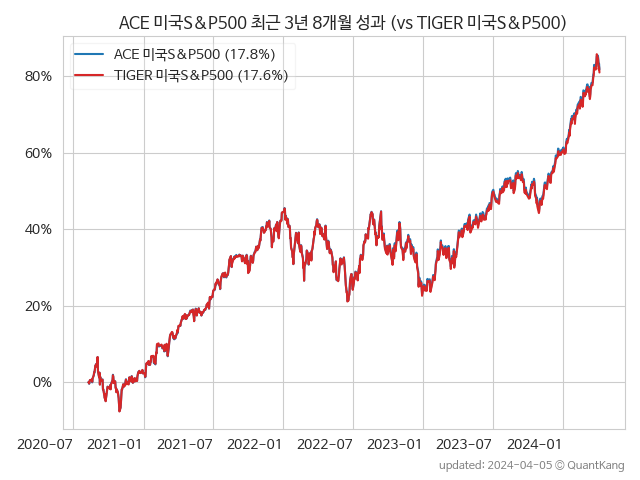 ACE 미국S&P500 최근 3년 8개월 성과 (vs TIGER 미국S&P500)
ACE 미국S&P500 (17.8%)
TIGER 미국S&P500 (17.6%)
80%
60%
40%
20%
0%
2020-07 2021-01 2021-07 2022-01 2022-07 2023-01 2023-07 2024-01
updated: 2024-04-05 © QuantKang